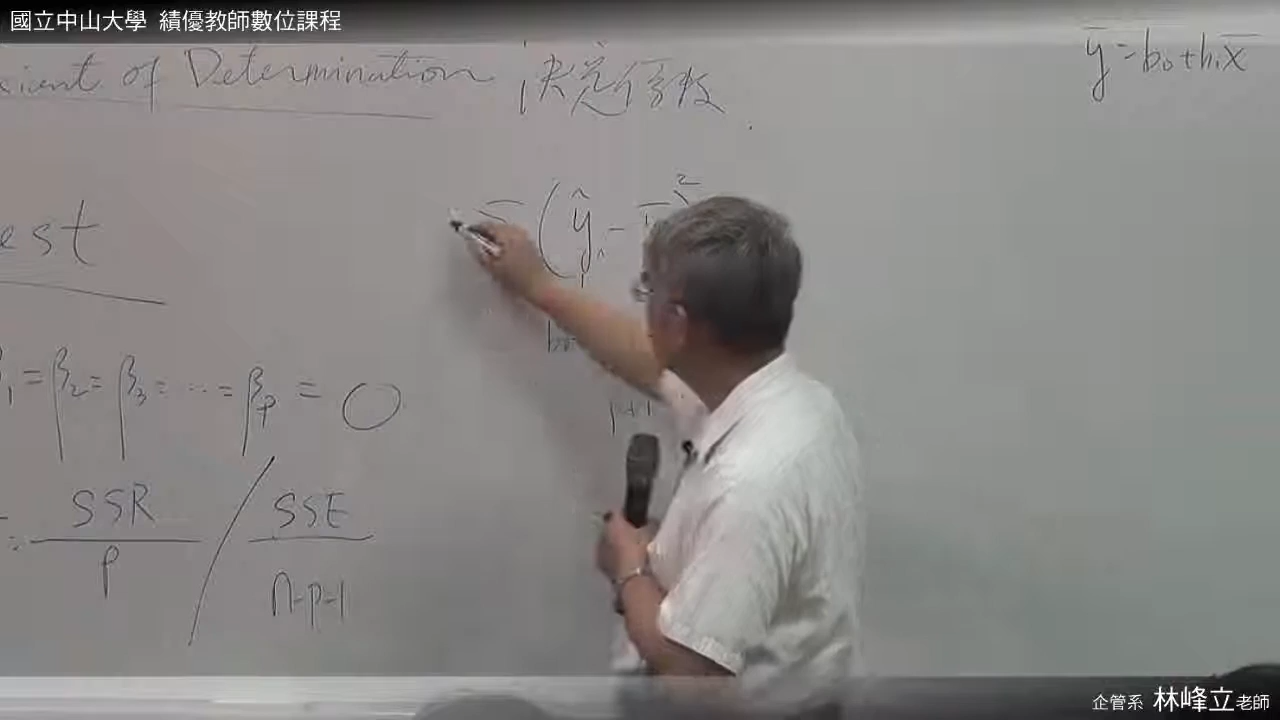 國立中山大學 績優教師數位課程
of Determination 決定係數
ȳ = b₀ + b₁x̄
est
Σ (ŷᵢ - ȳ)²
β₁ = β₂ = β₃ = ... = βₚ = 0
p+1
SSR / SSE
p n-p-1
企管系 林峰立老師